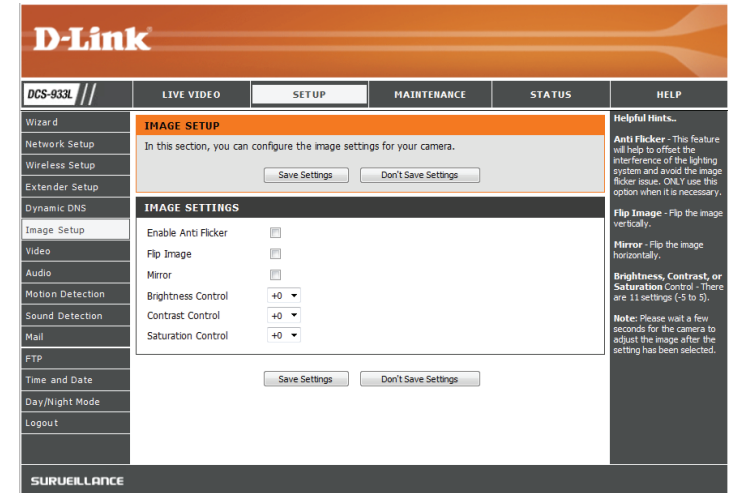 D-Link
DCS-933L
LIVE VIDEO
SETUP
MAINTENANCE
STATUS
HELP
Wizard
Network Setup
Wireless Setup
Extender Setup
Dynamic DNS
Image Setup
Video
Audio
Motion Detection
Sound Detection
Mail
FTP
Time and Date
Day/Night Mode
Logout
IMAGE SETUP
In this section, you can configure the image settings for your camera.
Save Settings
Don't Save Settings
IMAGE SETTINGS
Enable Anti Flicker
Flip Image
Mirror
Brightness Control
+0
Contrast Control
+0
Saturation Control
+0
Save Settings
Don't Save Settings
Helpful Hints..
Anti Flicker - This feature
will help to offset the
interference of the lighting
system and avoid the image
flicker issue. ONLY use this
option when it is necessary.
Flip Image - Flip the image
vertically.
Mirror - Flip the image
horizontally.
Brightness, Contrast, or
Saturation Control - There
are 11 settings (-5 to 5).
Note: Please wait a few
seconds for the camera to
adjust the image after the
setting has been selected.
SURVEILLANCE